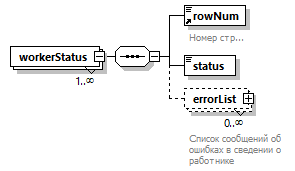 rowNum
Номер стр...
workerStatus
1..∞
status
errorList
0..∞
Список сообщений об
ошибках в сведении о
работнике